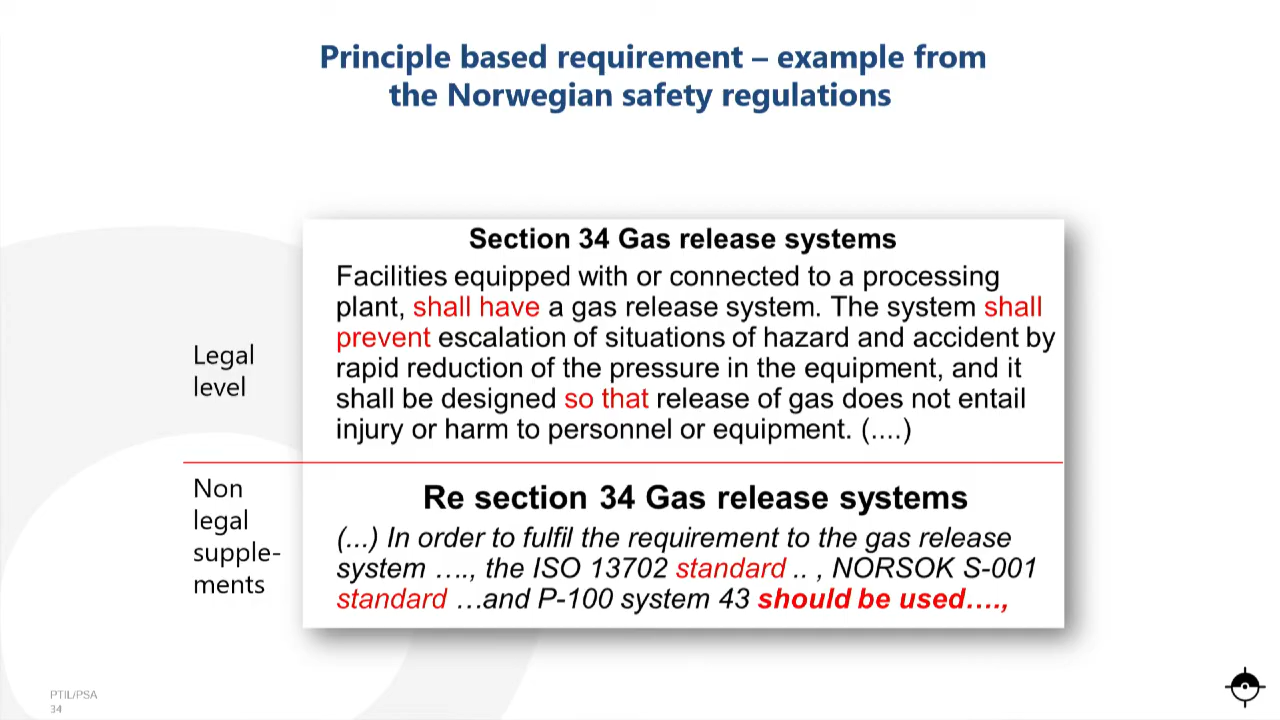 Principle based requirement – example from
the Norwegian safety regulations
Section 34 Gas release systems
Facilities equipped with or connected to a processing
plant, shall have a gas release system. The system shall
prevent escalation of situations of hazard and accident by
rapid reduction of the pressure in the equipment, and it
shall be designed so that release of gas does not entail
injury or harm to personnel or equipment. (....)
Legal
level
Re section 34 Gas release systems
(...) In order to fulfil the requirement to the gas release
system …., the ISO 13702 standard .. , NORSOK S-001
standard …and P-100 system 43 should be used….,
Non
legal
supple-
ments
PTIL/PSA
34